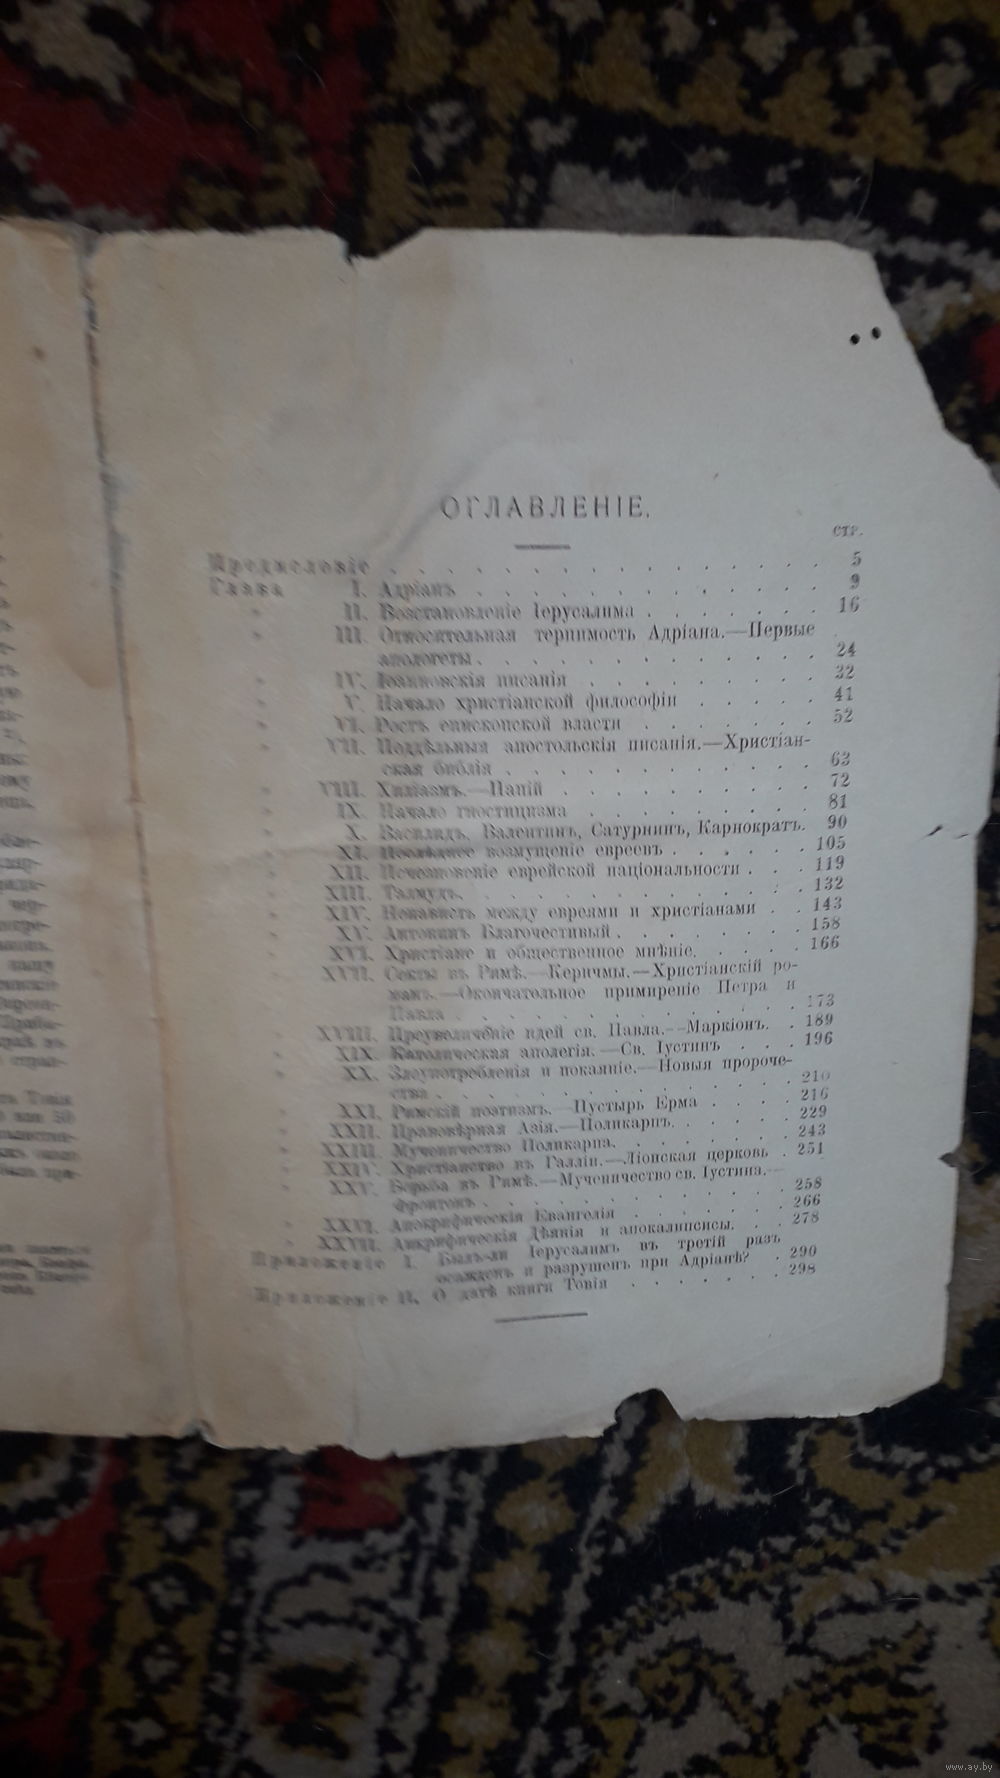 ОГЛАВЛЕНІЕ.
СТР.
Предисловіе . . . . . . . . . . . . . . 5
Глава I. Адріанъ . . . . . . . . . . . . 9
" II. Возстановленіе Іерусалима . . . . . . . 16
" III. Относительная терпимость Адріана.—Первые
апологеты . . . . . . . . . . . . 24
" IV. Іоанновскія писанія . . . . . . . . 32
" V. Начало христіанской философіи . . . . . 41
" VI. Ростъ епископской власти . . . . . . 52
" VII. Поддѣльныя апостольскія писанія.—Христіан-
ская библія . . . . . . . . . . . 63
" VIII. Хиліазмъ.—Папій . . . . . . . . . 72
" IX. Начало гностицизма . . . . . . . . 81
" X. Василидъ, Валентинъ, Сатурнинъ, Карпократъ. 90
" XI. Послѣднее возмущеніе евреевъ . . . . . . 105
" XII. Исчезновеніе еврейской національности . . . 119
" XIII. Талмудъ. . . . . . . . . . . . 132
" XIV. Ненависть между евреями и христіанами . . 143
" XV. Антонинъ Благочестивый . . . . . . . 158
" XVI. Христіане и общественное мнѣніе. . . . . 166
" XVII. Секты въ Римѣ.—Керигмы.—Христіанскій ро-
манъ.—Окончательное примиреніе Петра и
Павла . . . . . . . . . . . . . 173
" XVIII. Преувеличеніе идей св. Павла.—Маркіонъ. . 189
" XIX. Католическая апологія.—Св. Іустинъ . . . 196
" XX. Злоупотребленія и покаяніе.—Новыя пророче-
ства . . . . . . . . . . . . . 210
" XXI. Римскій поэтизмъ.—Пустырь Ерма . . . . 216
" XXII. Правовѣрная Азія.—Поликарпъ. . . . . . 229
" XXIII. Мученичество Поликарпа. . . . . . . . 243
" XXIV. Христіанство въ Галліи.—Ліонская церковь . 251
" XXV. Борьба въ Римѣ.—Мученичество св. Іустина.—
Фронтонъ . . . . . . . . . . . . 258
" XXVI. Апокрифическія Евангелія . . . . . . . 266
" XXVII. Апкрифическія Дѣянія и апокалипсисы. . . 278
Приложеніе I. Былъ-ли Іерусалимъ въ третій разъ
осажденъ и разрушенъ при Адріанѣ? . 290
Приложеніе II. О датѣ книги Товія . . . . . . 298
www.ay.by